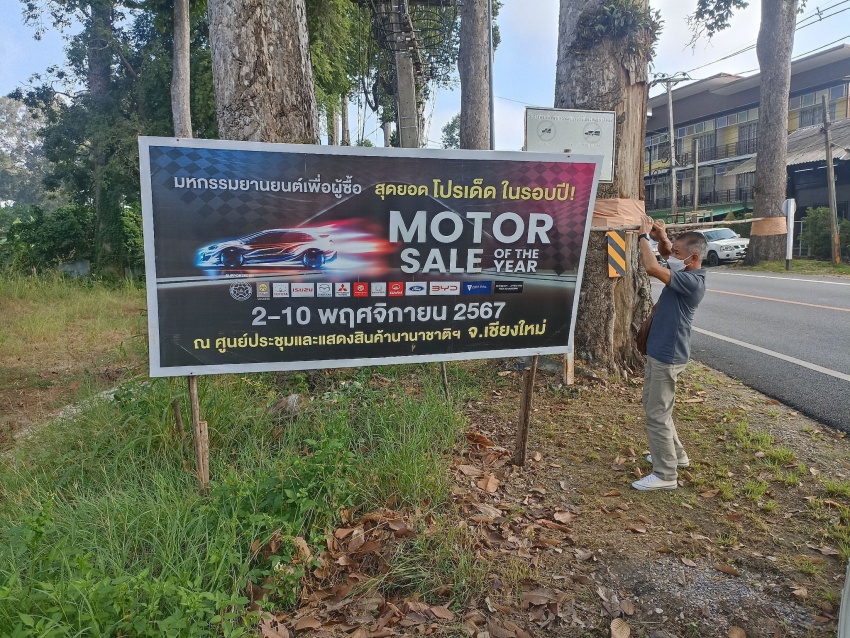 มหกรรมยานยนต์เพื่อผู้ซื้อ สุดยอด โปรเด็ด ในรอบปี!
MOTOR
SALE OF THE
YEAR
ISUZU BYD
2-10 พฤศจิกายน 2567
ณ ศูนย์ประชุมและแสดงสินค้านานาชาติฯ จ.เชียงใหม่